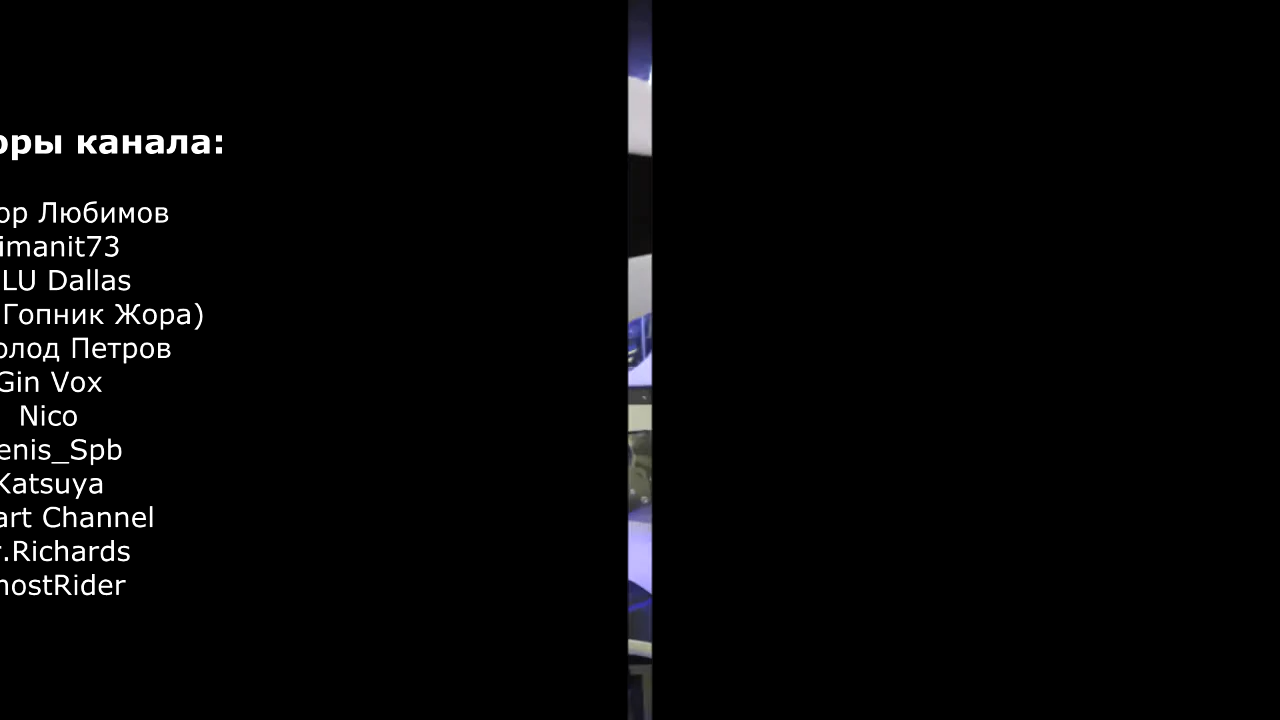 оры канала:
ор Любимов
imanit73
LU Dallas
Гопник Жора)
олод Петров
Gin Vox
Nico
enis_Spb
Katsuya
art Channel
r.Richards
hostRider